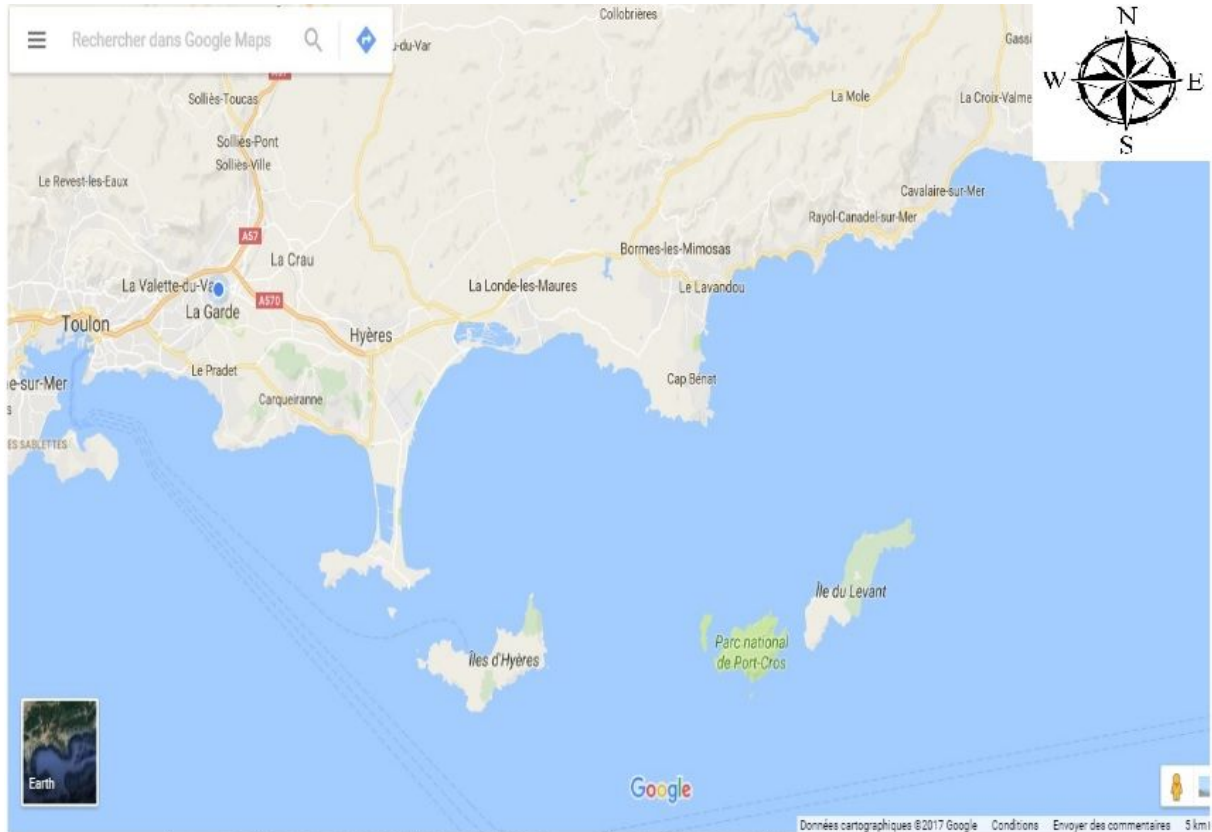 Collobrières
N
Rechercher dans Google Maps
u-du-Var
Gassi
W E
Solliès-Toucas
La Mole
La Croix-Valme
S
Solliès-Pont
Solliès-Ville
Le Revest-les-Eaux
Cavalaire-sur-Mer
Rayol-Canadel-sur-Mer
A57
La Crau
Bormes-les-Mimosas
La Valette-du-Va
La Londe-les-Maures
Le Lavandou
A570
La Garde
Toulon
Hyères
Le Pradet
Cap Bénat
e-sur-Mer
Carqueiranne
ES SABLETTES
Île du Levant
Parc national
de Port-Cros
Îles d'Hyères
Earth
Google
Données cartographiques ©2017 Google Conditions Envoyer des commentaires 5 km